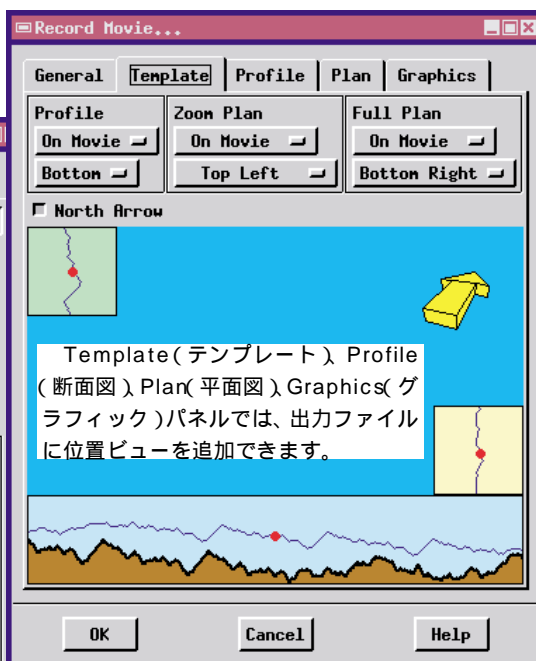 Record Movie...
General Template Profile Plan Graphics
Profile Zoom Plan Full Plan
On Movie On Movie On Movie
Bottom Top Left Bottom Right
North Arrow
Template(テンプレート)、Profile
(断面図)、Plan(平面図)、Graphics(グ
ラフィック)パネルでは、出力ファイル
に位置ビューを追加できます。
OK Cancel Help